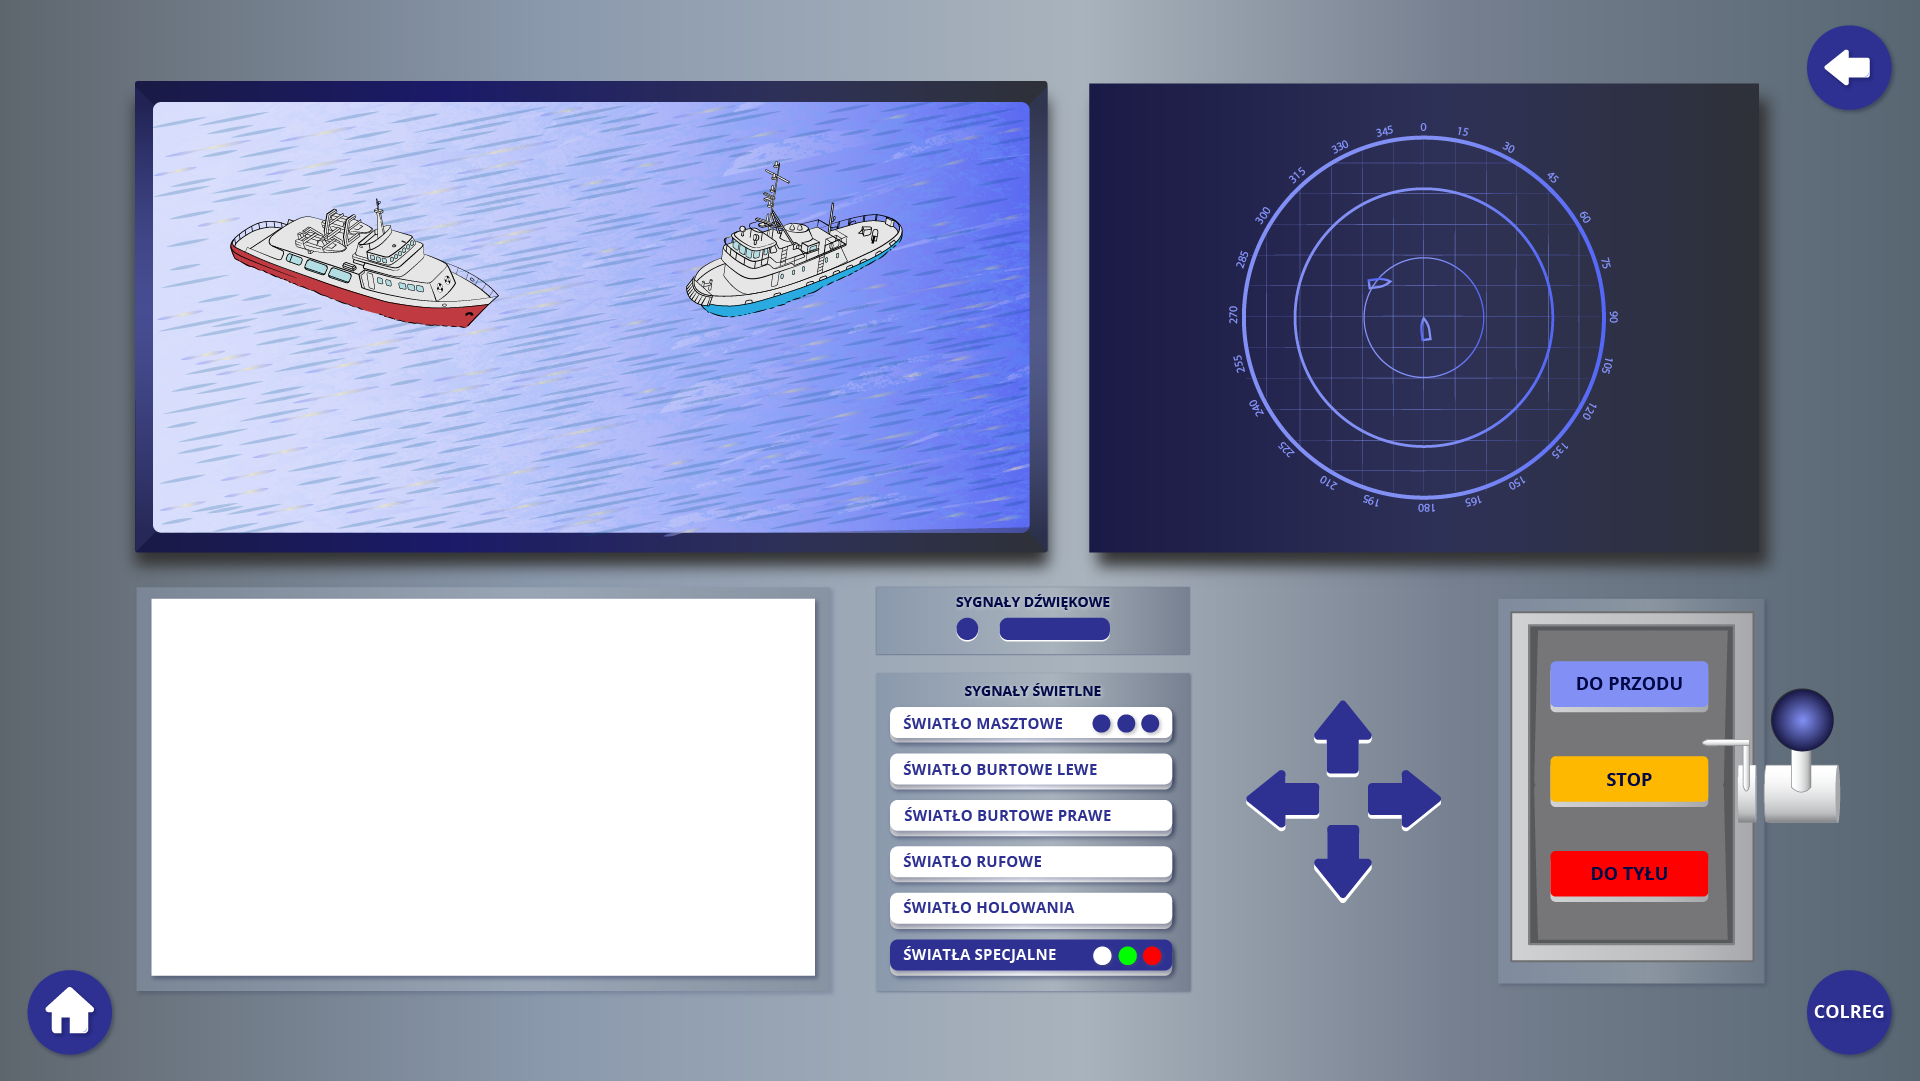 0
15
30
45
60
75
90
105
120
135
150
165
180
195
210
225
240
255
270
285
300
315
330
345
SYGNAŁY DŹWIĘKOWE
SYGNAŁY ŚWIETLNE
ŚWIATŁO MASZTOWE
ŚWIATŁO BURTOWE LEWE
ŚWIATŁO BURTOWE PRAWE
ŚWIATŁO RUFOWE
ŚWIATŁO HOLOWANIA
ŚWIATŁA SPECJALNE
DO PRZODU
STOP
DO TYŁU
COLREG